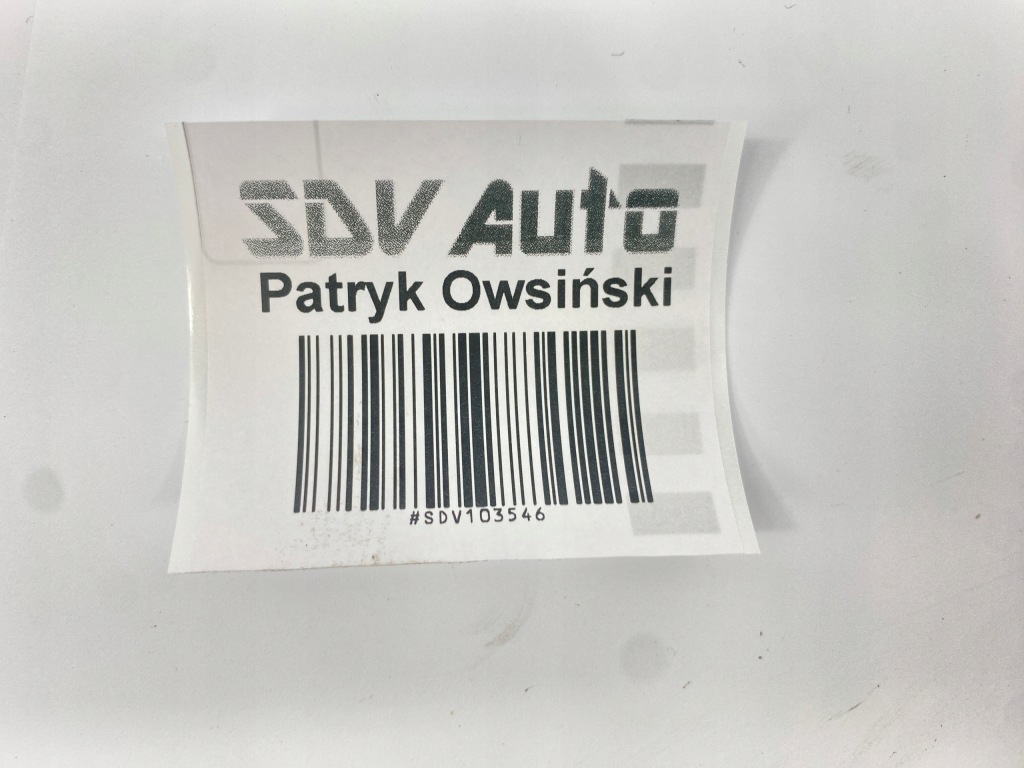 SDV Auto
Patryk Owsiński
#SDV103546